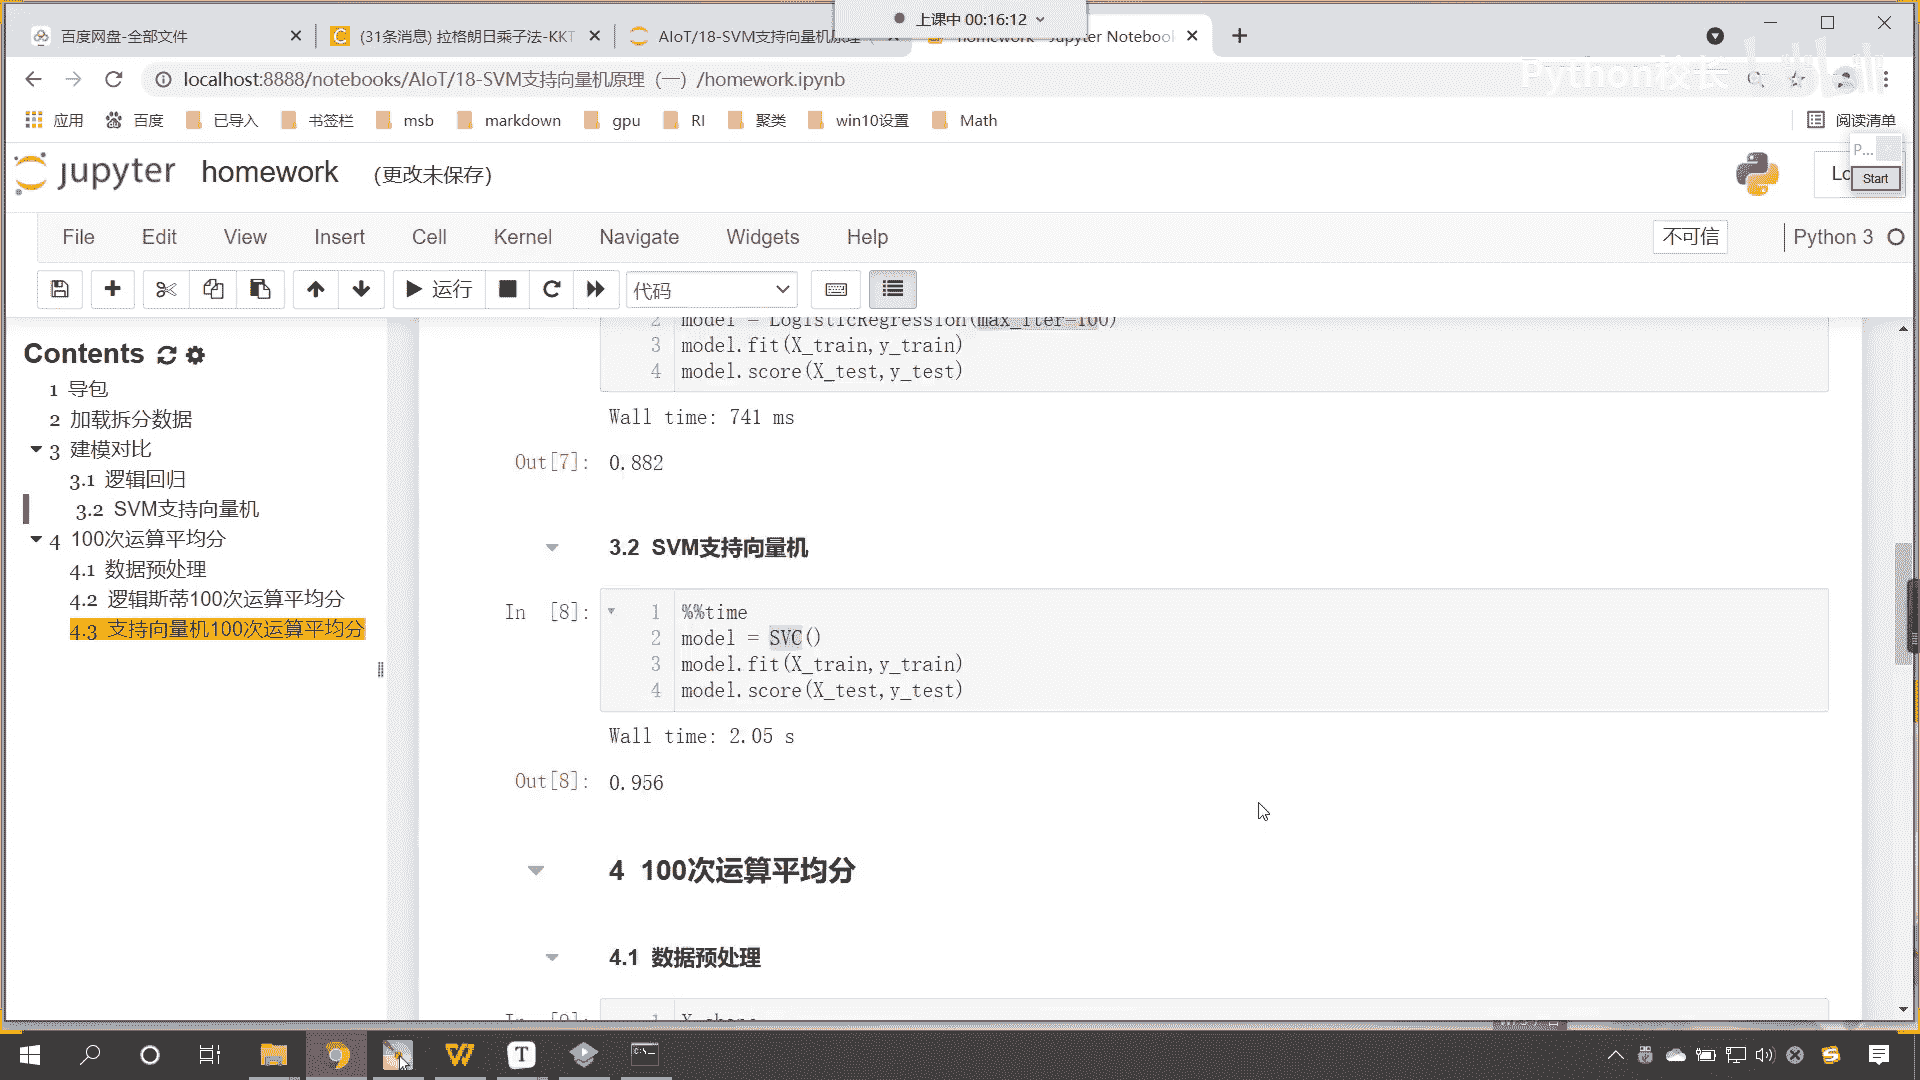 上课中 00:16:12
百度网盘-全部文件
(31条消息) 拉格朗日乘子法-KKT
AIoT/18-SVM支持向量机原理
homework - Jupyter Notebook
localhost:8888/notebooks/AIoT/18-SVM支持向量机原理（一）/homework.ipynb
Python校长
应用 百度 已导入 书签栏 msb markdown gpu RI 聚类 win10设置 Math 阅读清单
P...
Start
jupyter homework (更改未保存)
Lo
File Edit View Insert Cell Kernel Navigate Widgets Help 不可信 Python 3
运行 代码
Contents
1 导包
2 加载拆分数据
3 建模对比
3.1 逻辑回归
3.2 SVM支持向量机
4 100次运算平均分
4.1 数据预处理
4.2 逻辑斯蒂100次运算平均分
4.3 支持向量机100次运算平均分
2 model = LogisticRegression(max_iter=100)
3 model.fit(X_train,y_train)
4 model.score(X_test,y_test)
Wall time: 741 ms
Out[7]: 0.882
3.2 SVM支持向量机
In [8]: 1 %%time
2 model = SVC()
3 model.fit(X_train,y_train)
4 model.score(X_test,y_test)
Wall time: 2.05 s
Out[8]: 0.956
4 100次运算平均分
4.1 数据预处理
In [9]: 1 X.shape